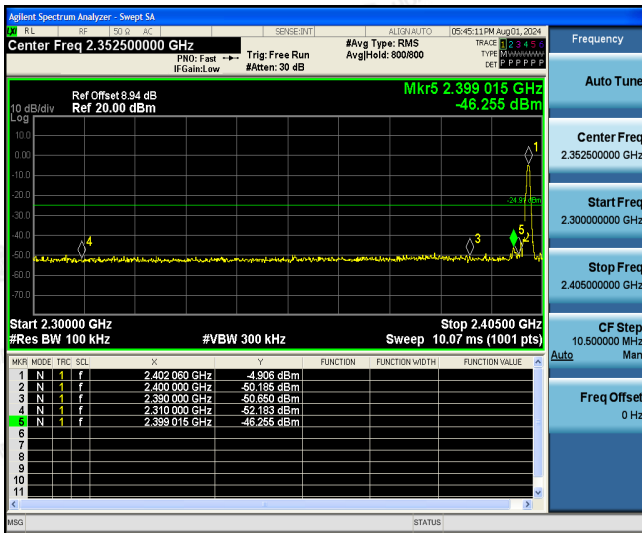 Agilent Spectrum Analyzer - Swept SA
RL RF 50 Ω AC SENSE:INT ALIGNAUTO 05:45:11 PM Aug 01, 2024
Center Freq 2.352500000 GHz
PNO: Fast
IFGain:Low
Trig: Free Run
#Atten: 30 dB
#Avg Type: RMS
Avg|Hold: 800/800
TRACE 1 2 3 4 5 6
TYPE MWWWWW
DET P P P P P P
Ref Offset 8.94 dB
10 dB/div Ref 20.00 dBm
Log
Mkr5 2.399 015 GHz
-46.255 dBm
10.0
0.00
-10.0
-20.0
-30.0
-40.0
-50.0
-60.0
-70.0
1
5
2
3
4
Start 2.30000 GHz Stop 2.40500 GHz
#Res BW 100 kHz #VBW 300 kHz Sweep 10.07 ms (1001 pts)
MKR MODE TRC SCL X Y FUNCTION FUNCTION WIDTH FUNCTION VALUE
1 N 1 f 2.402 060 GHz -4.906 dBm
2 N 1 f 2.400 000 GHz -50.185 dBm
3 N 1 f 2.390 000 GHz -50.650 dBm
4 N 1 f 2.310 000 GHz -52.183 dBm
5 N 1 f 2.399 015 GHz -46.255 dBm
6
7
8
9
10
11
MSG STATUS
Frequency
Auto Tune
Center Freq
2.352500000 GHz
Start Freq
2.300000000 GHz
Stop Freq
2.405000000 GHz
CF Step
10.500000 MHz
Auto Man
Freq Offset
0 Hz